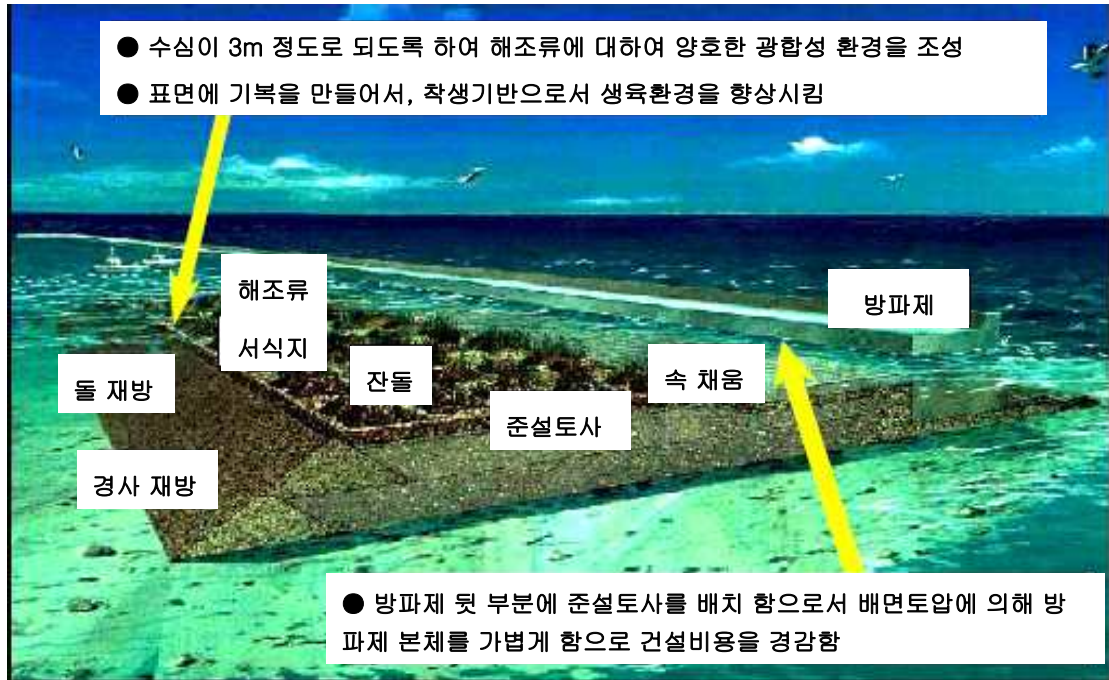 ● 수심이 3m 정도로 되도록 하여 해조류에 대하여 양호한 광합성 환경을 조성
● 표면에 기복을 만들어서, 착생기반으로서 생육환경을 향상시킴
해조류
서식지
방파제
돌 재방
잔돌
속 채움
준설토사
경사 재방
● 방파제 뒷 부분에 준설토사를 배치 함으로서 배면토압에 의해 방
파제 본체를 가볍게 함으로 건설비용을 경감함